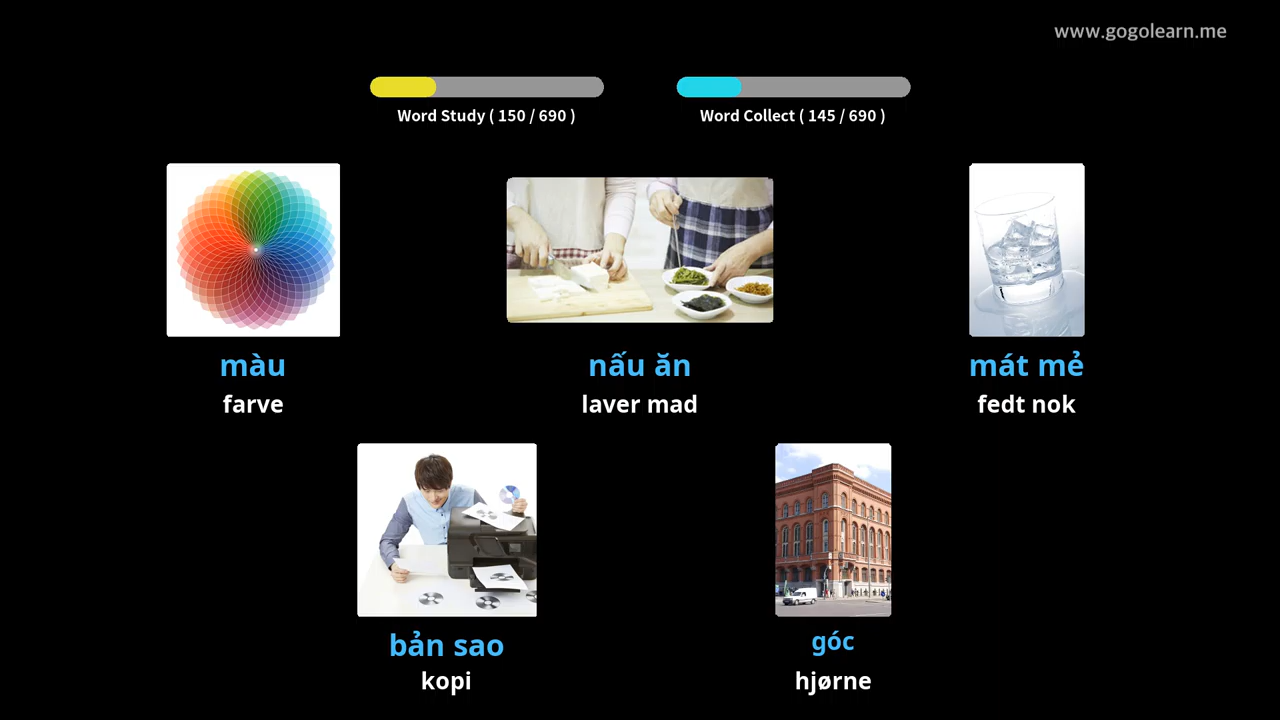 www.gogolearn.me
Word Study ( 150 / 690 )
Word Collect ( 145 / 690 )
màu
farve
nấu ăn
laver mad
mát mẻ
fedt nok
bản sao
kopi
góc
hjørne